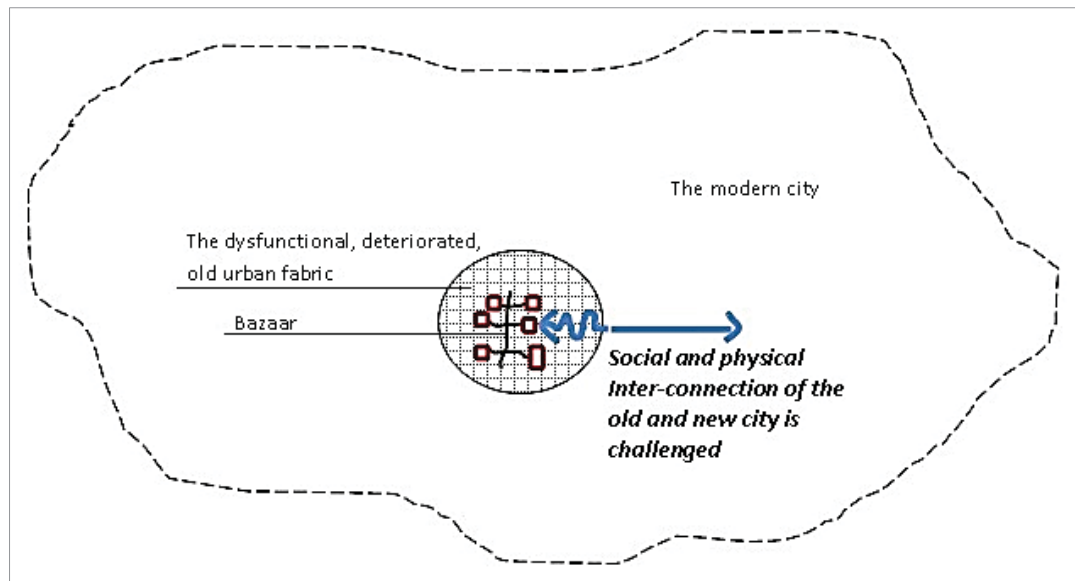 The modern city
The dysfunctional, deteriorated,
old urban fabric
Bazaar
Social and physical
Inter-connection of the
old and new city is
challenged